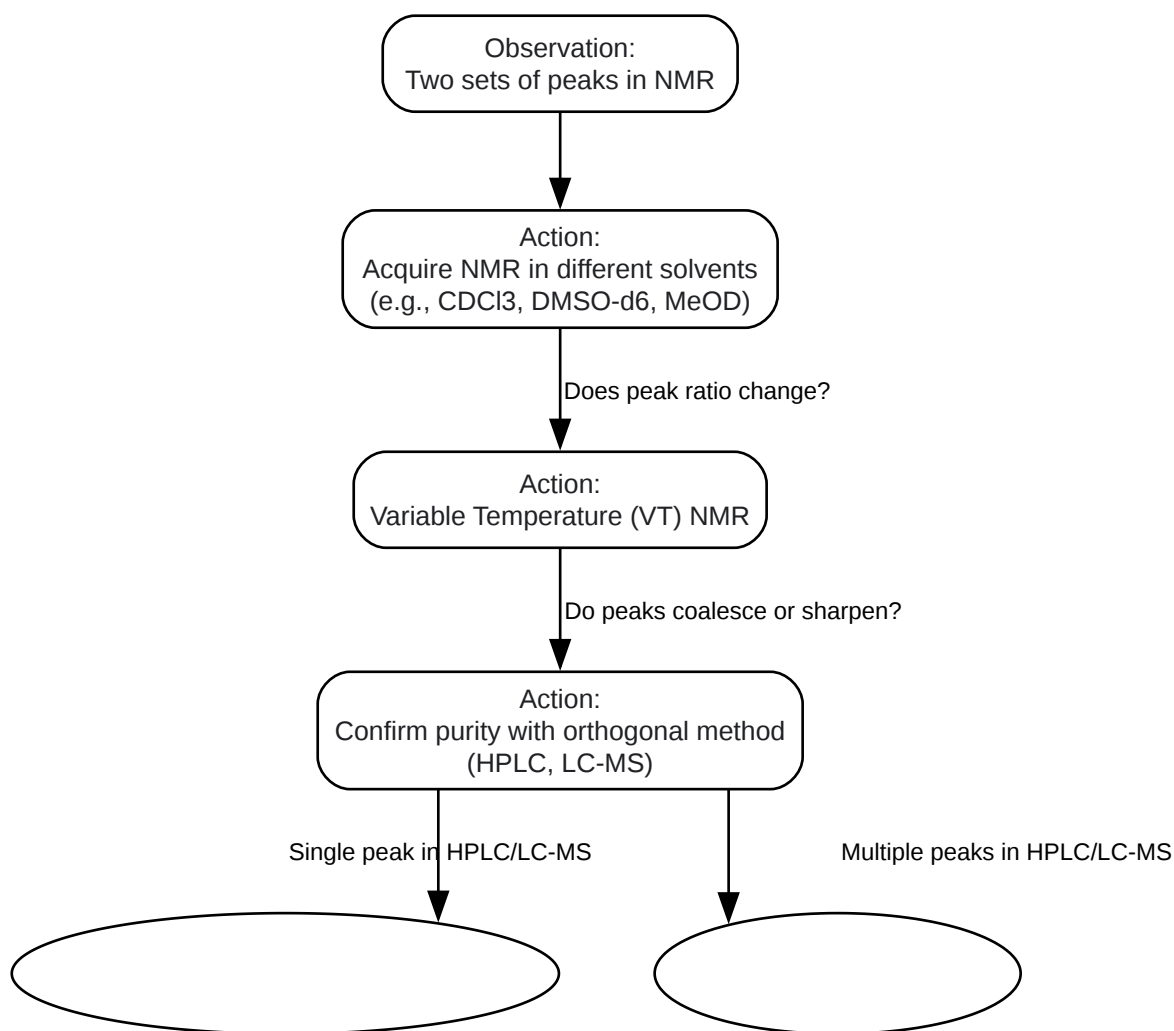 Observation:
Two sets of peaks in NMR
Action:
Acquire NMR in different solvents
(e.g., CDCl3, DMSO-d6, MeOD)
Does peak ratio change?
Action:
Variable Temperature (VT) NMR
Do peaks coalesce or sharpen?
Action:
Confirm purity with orthogonal method
(HPLC, LC-MS)
Single peak in HPLC/LC-MS
Multiple peaks in HPLC/LC-MS